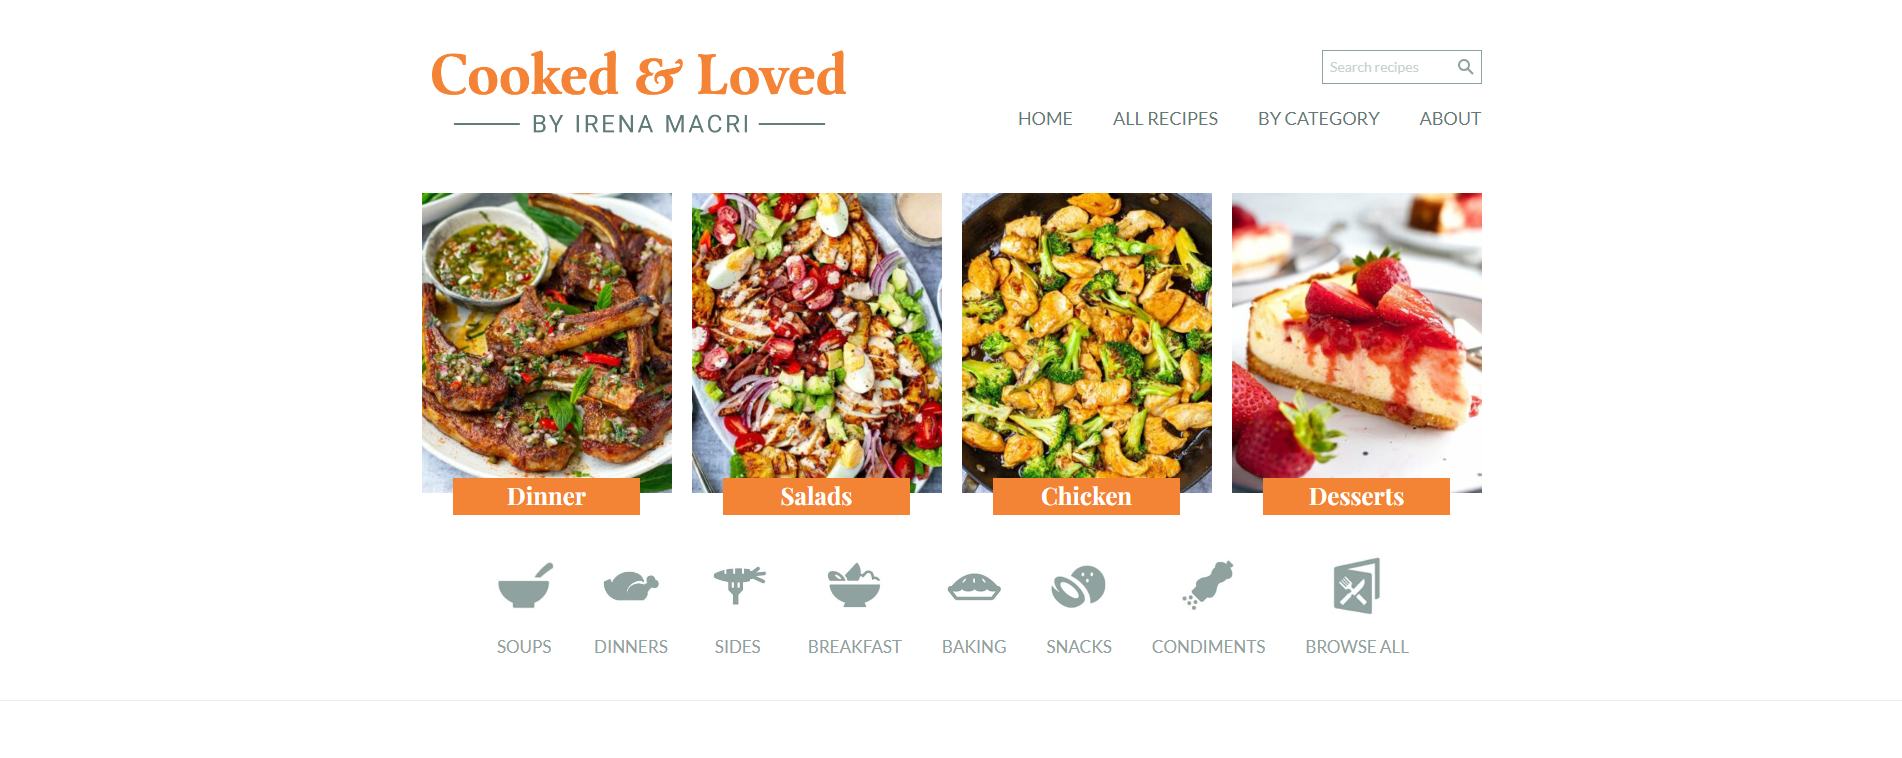 Cooked & Loved
BY IRENA MACRI
Search recipes
HOME ALL RECIPES BY CATEGORY ABOUT
Dinner Salads Chicken Desserts
SOUPS DINNERS SIDES BREAKFAST BAKING SNACKS CONDIMENTS BROWSE ALL